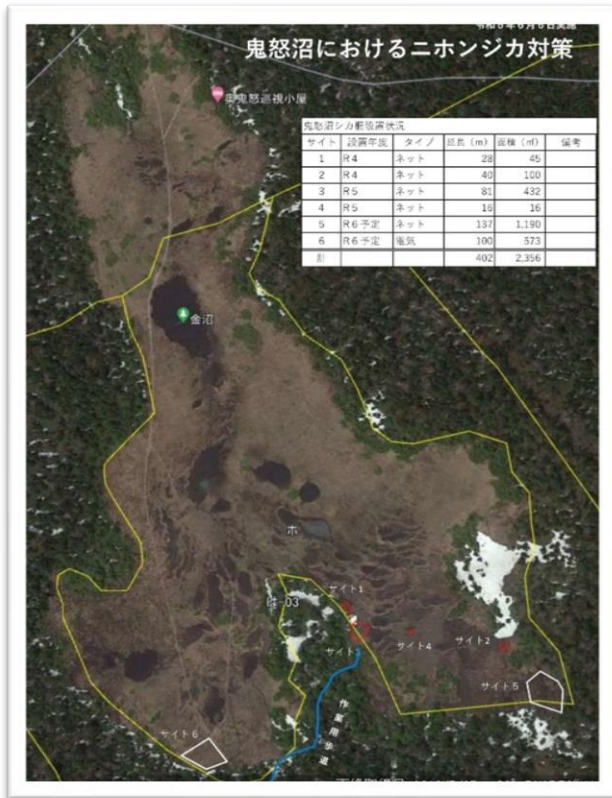 鬼怒沼におけるニホンジカ対策
奥鬼怒巡視小屋
鬼怒沼シカ柵設置状況
サイト 設置年度 タイプ 延長（m） 面積（㎡） 備考
1 R4 ネット 28 45
2 R4 ネット 40 100
3 R5 ネット 81 432
4 R5 ネット 16 16
5 R6予定 ネット 137 1,190
6 R6予定 電気 100 573
計 402 2,356
金沼
ホ
サイト1
サイト4
サイト2
サイト5
サイト6
作業用歩道